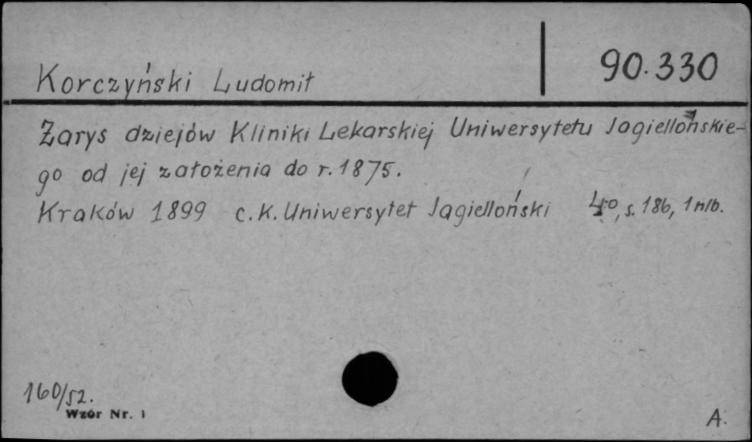 Korczyński Ludomił
90.330
Zarys dziejów Kliniki Lekarskiej Uniwersytetu Jagiellońskie-
go od jej założenia do r. 1875.
Kraków 1899 c.K. Uniwersytet Jagielloński 4°, s. 186, 1 nlb.
160/52.
Wzór Nr. 1
A.